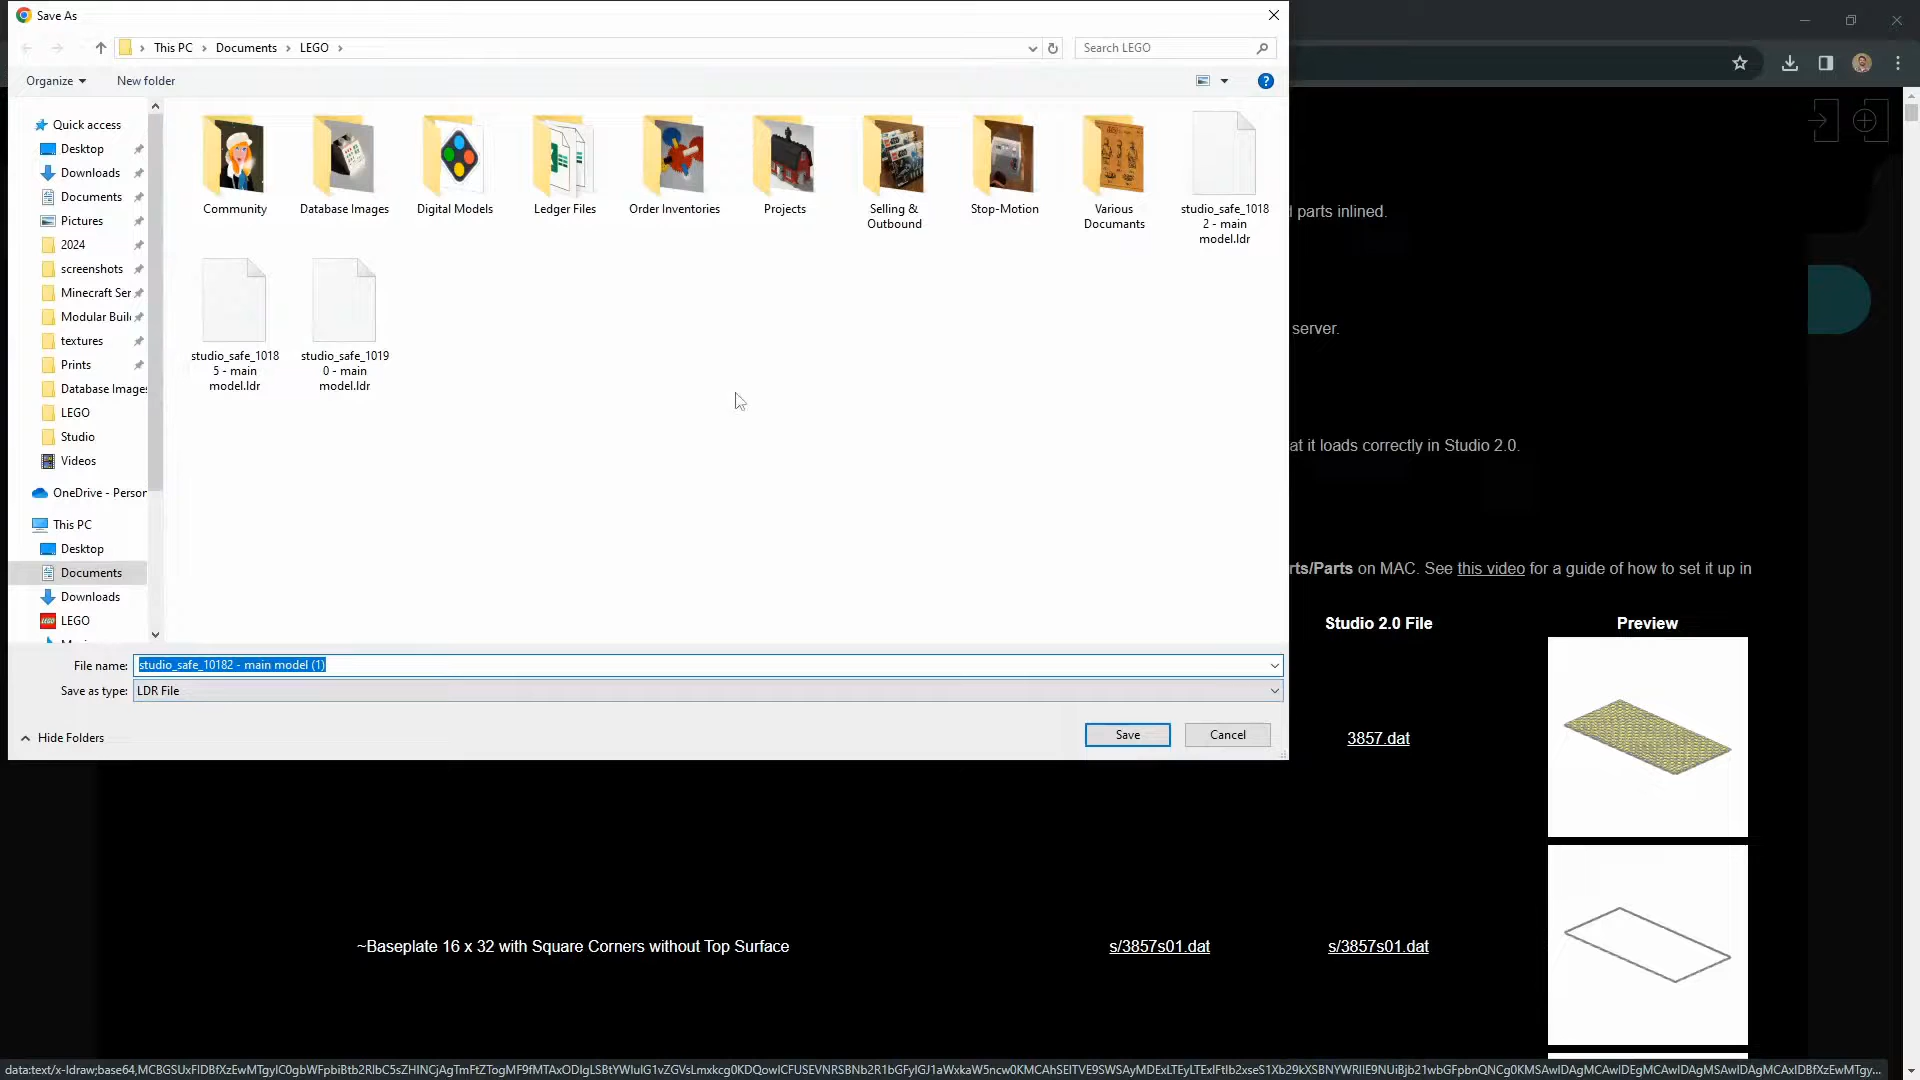 Save As
This PC
Documents
LEGO
Search LEGO
Organize
New folder
Quick access
Desktop
Downloads
Documents
Pictures
2024
screenshots
Minecraft Ser
Modular Buil
textures
Prints
Database Images
LEGO
Studio
Videos
OneDrive - Person
This PC
Desktop
Documents
Downloads
LEGO
Community
Database Images
Digital Models
Ledger Files
Order Inventories
Projects
Selling &
Outbound
Stop-Motion
Various
Documants
studio_safe_1018
2 - main
model.ldr
studio_safe_1018
5 - main
model.ldr
studio_safe_1019
0 - main
model.ldr
File name:
studio_safe_10182 - main model (1)
Save as type:
LDR File
Hide Folders
Save
Cancel
parts inlined.
server.
at it loads correctly in Studio 2.0.
rts/Parts on MAC. See this video for a guide of how to set it up in
Studio 2.0 File
Preview
3857.dat
~Baseplate 16 x 32 with Square Corners without Top Surface
s/3857s01.dat
s/3857s01.dat